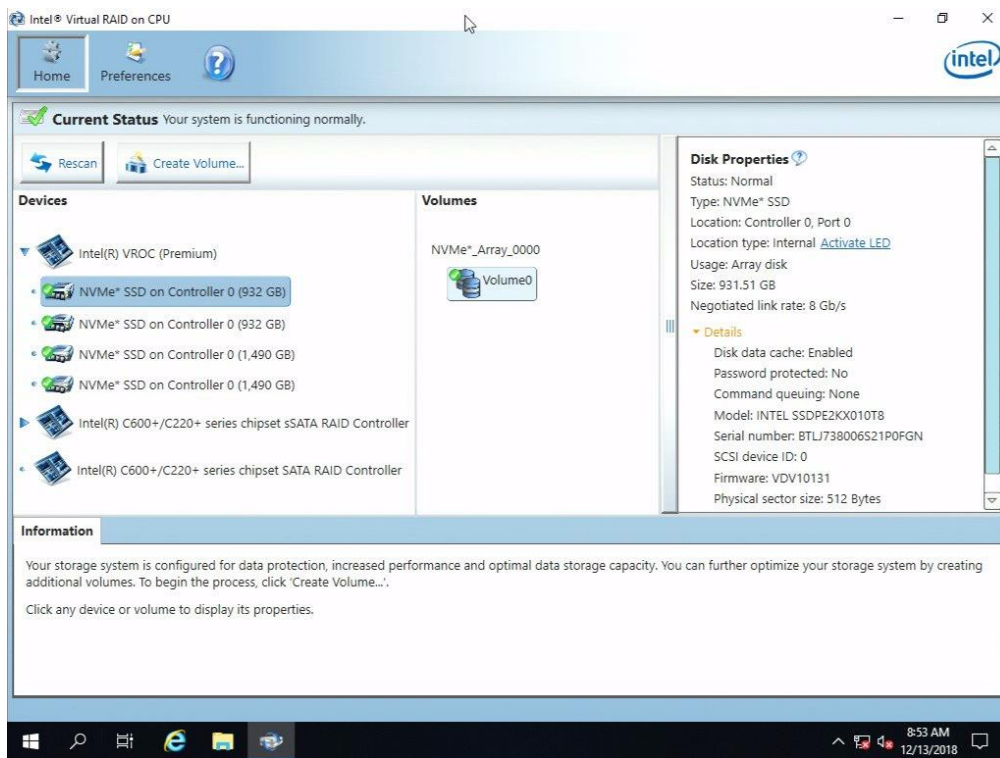 Intel® Virtual RAID on CPU
Home
Preferences
?
intel
Current Status Your system is functioning normally.
Rescan
Create Volume...
Devices
Intel(R) VROC (Premium)
NVMe* SSD on Controller 0 (932 GB)
NVMe* SSD on Controller 0 (932 GB)
NVMe* SSD on Controller 0 (1,490 GB)
NVMe* SSD on Controller 0 (1,490 GB)
Intel(R) C600+/C220+ series chipset sSATA RAID Controller
Intel(R) C600+/C220+ series chipset SATA RAID Controller
Volumes
NVMe*_Array_0000
Volume0
Disk Properties ?
Status: Normal
Type: NVMe* SSD
Location: Controller 0, Port 0
Location type: Internal Activate LED
Usage: Array disk
Size: 931.51 GB
Negotiated link rate: 8 Gb/s
Details
Disk data cache: Enabled
Password protected: No
Command queuing: None
Model: INTEL SSDPE2KX010T8
Serial number: BTLJ738006S21P0FGN
SCSI device ID: 0
Firmware: VDV10131
Physical sector size: 512 Bytes
Information
Your storage system is configured for data protection, increased performance and optimal data storage capacity. You can further optimize your storage system by creating
additional volumes. To begin the process, click 'Create Volume...'.
Click any device or volume to display its properties.
8:53 AM
12/13/2018